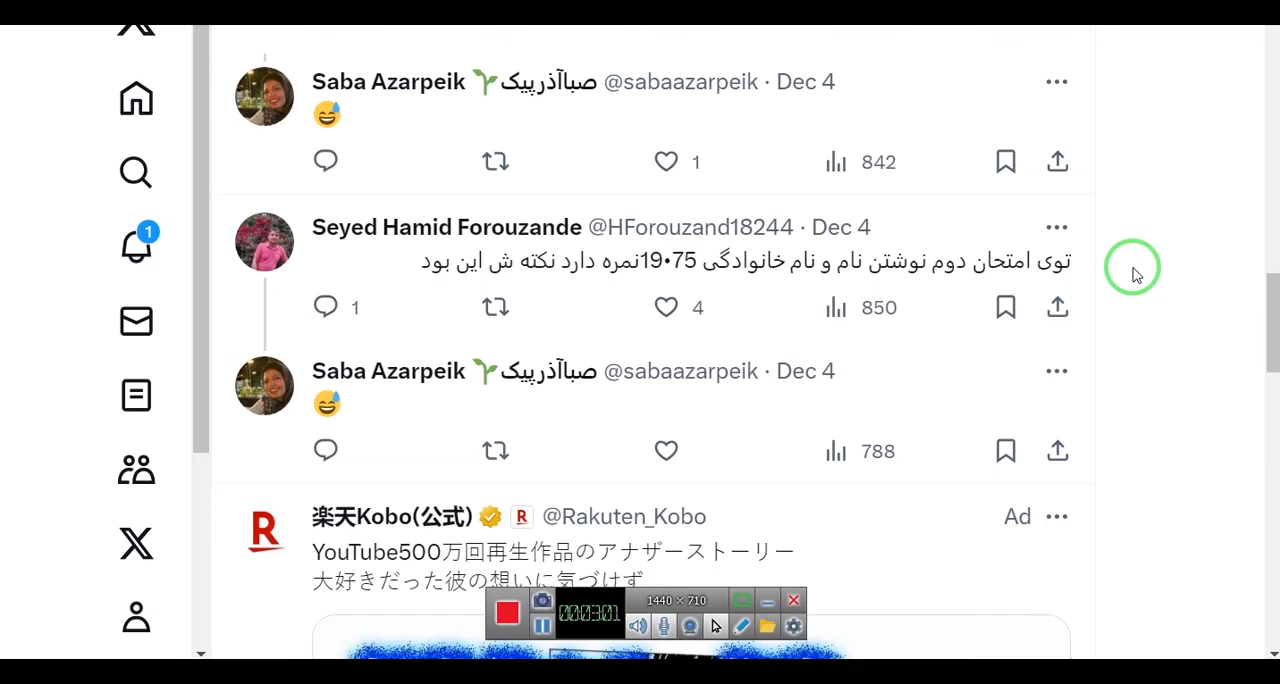 Saba Azarpeik 🌱صباآذرپیک @sabaazarpeik · Dec 4
😅
1 842
Seyed Hamid Forouzande @HForouzand18244 · Dec 4
توی امتحان دوم نوشتن نام و نام خانوادگی 75•19نمره دارد نکته ش این بود
1 4 850
1
Saba Azarpeik 🌱صباآذرپیک @sabaazarpeik · Dec 4
😅
788
楽天Kobo(公式) R @Rakuten_Kobo Ad
R
YouTube500万回再生作品のアナザーストーリー
大好きだった彼の想いに気づけず
1440 × 710
00:03:01